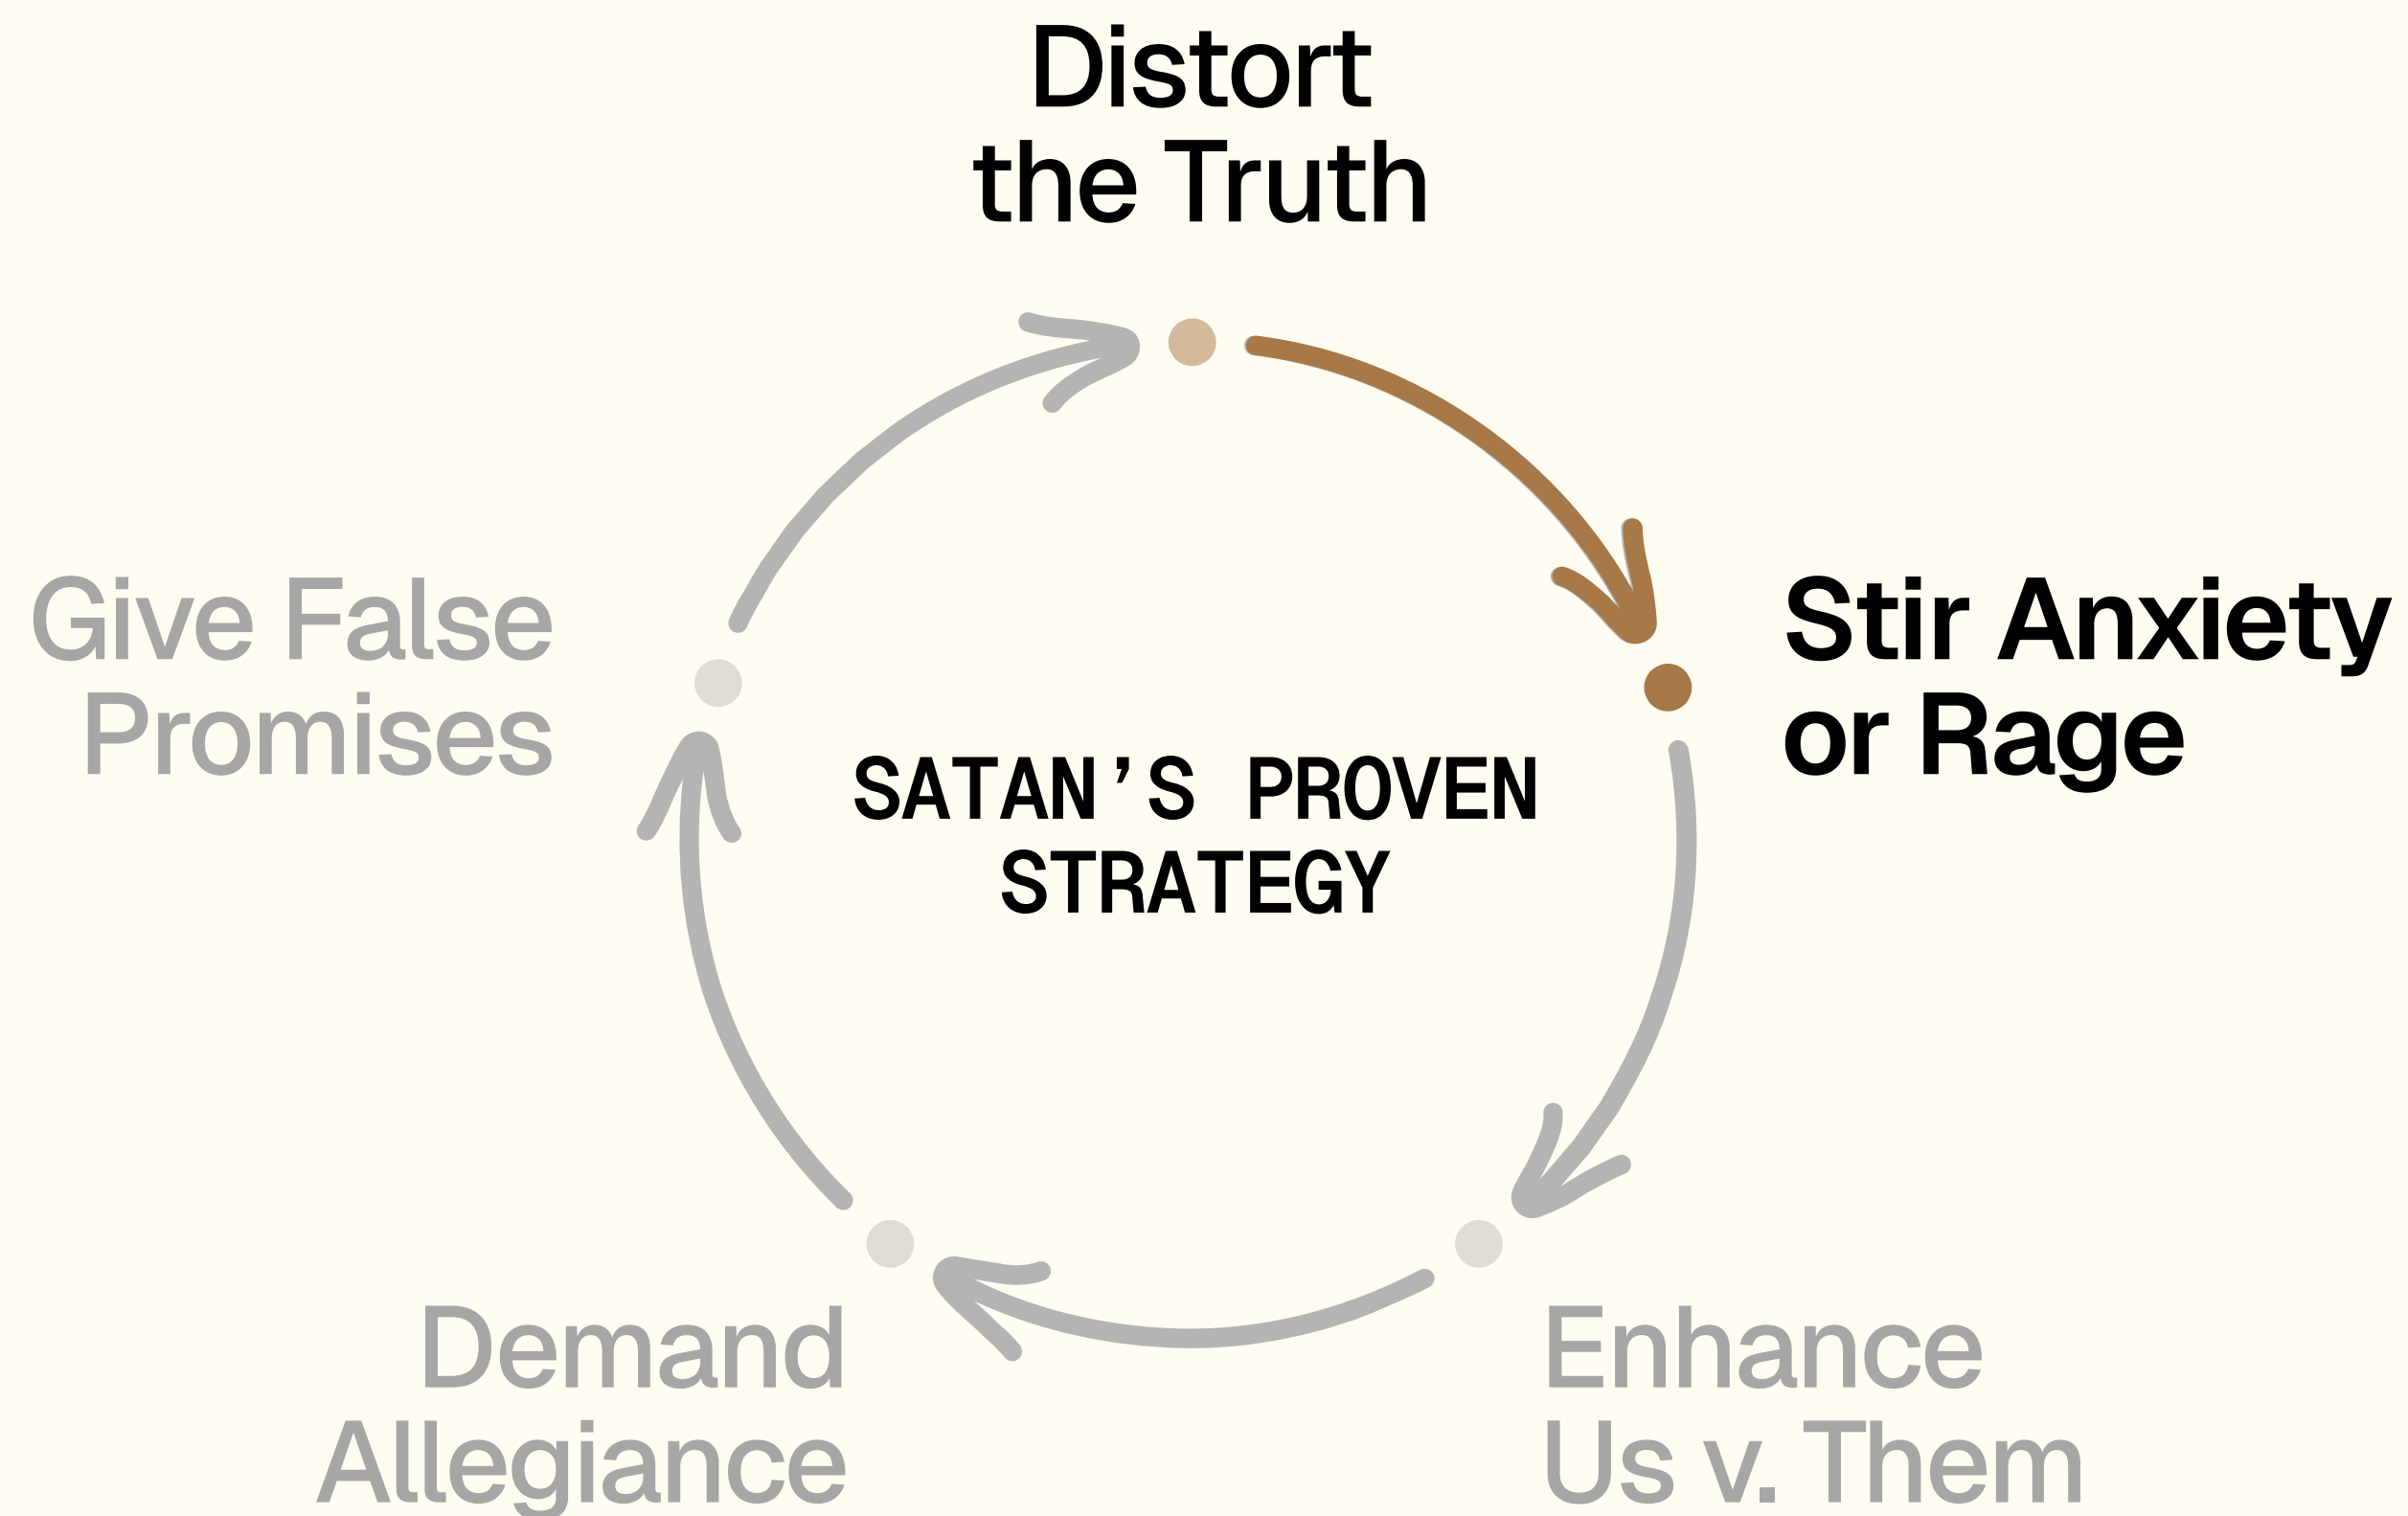 Distort
the Truth
Stir Anxiety
or Rage
Enhance
Us v. Them
Demand
Allegiance
Give False
Promises
SATAN'S PROVEN
STRATEGY